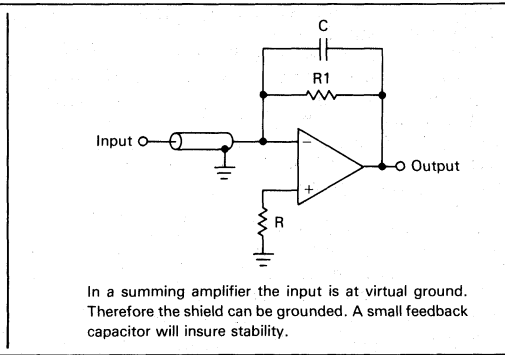 C
R1
Input
−
+
Output
R
In a summing amplifier the input is at virtual ground.
Therefore the shield can be grounded. A small feedback
capacitor will insure stability.